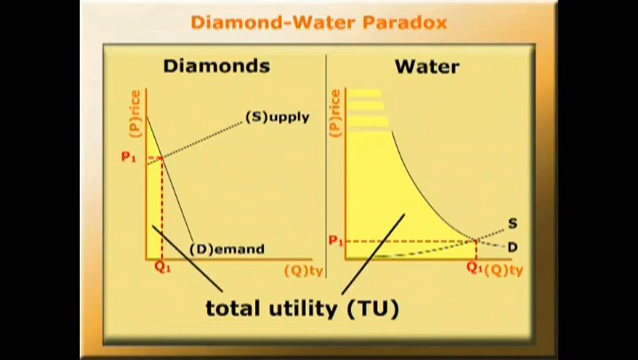 Diamond-Water Paradox
Diamonds
(P)rice
(S)upply
P1
(D)emand
Q1
(Q)ty
Water
(P)rice
S
P1
D
Q1(Q)ty
total utility (TU)